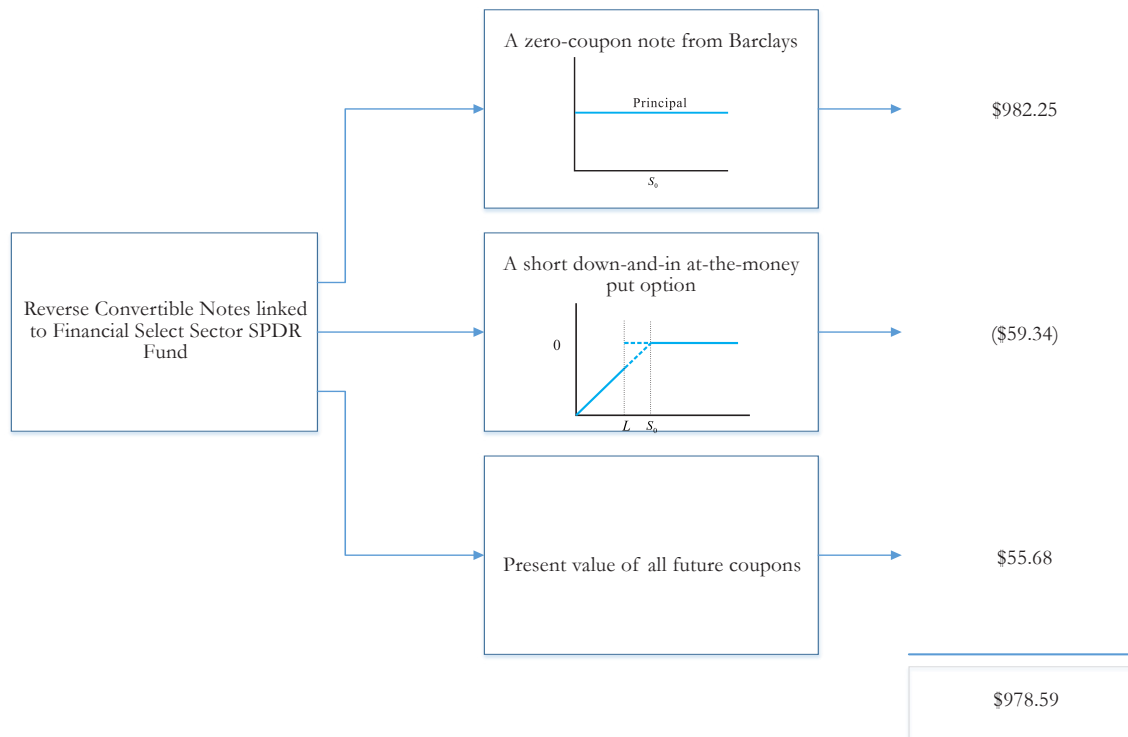 A zero-coupon note from Barclays
Principal
S₀
$982.25
Reverse Convertible Notes linked
to Financial Select Sector SPDR
Fund
A short down-and-in at-the-money
put option
0
L S₀
($59.34)
Present value of all future coupons
$55.68
$978.59